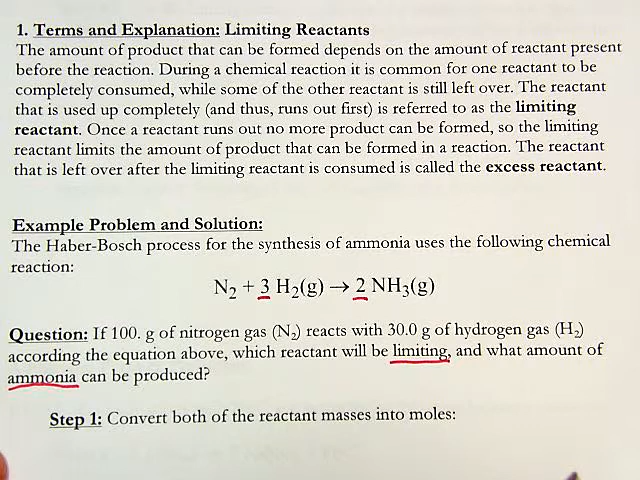 1. Terms and Explanation: Limiting Reactants
The amount of product that can be formed depends on the amount of reactant present
before the reaction. During a chemical reaction it is common for one reactant to be
completely consumed, while some of the other reactant is still left over. The reactant
that is used up completely (and thus, runs out first) is referred to as the limiting
reactant. Once a reactant runs out no more product can be formed, so the limiting
reactant limits the amount of product that can be formed in a reaction. The reactant
that is left over after the limiting reactant is consumed is called the excess reactant.
Example Problem and Solution:
The Haber-Bosch process for the synthesis of ammonia uses the following chemical
reaction:
N₂ + 3 H₂(g) → 2 NH₃(g)
Question: If 100. g of nitrogen gas (N₂) reacts with 30.0 g of hydrogen gas (H₂)
according the equation above, which reactant will be limiting, and what amount of
ammonia can be produced?
Step 1: Convert both of the reactant masses into moles: